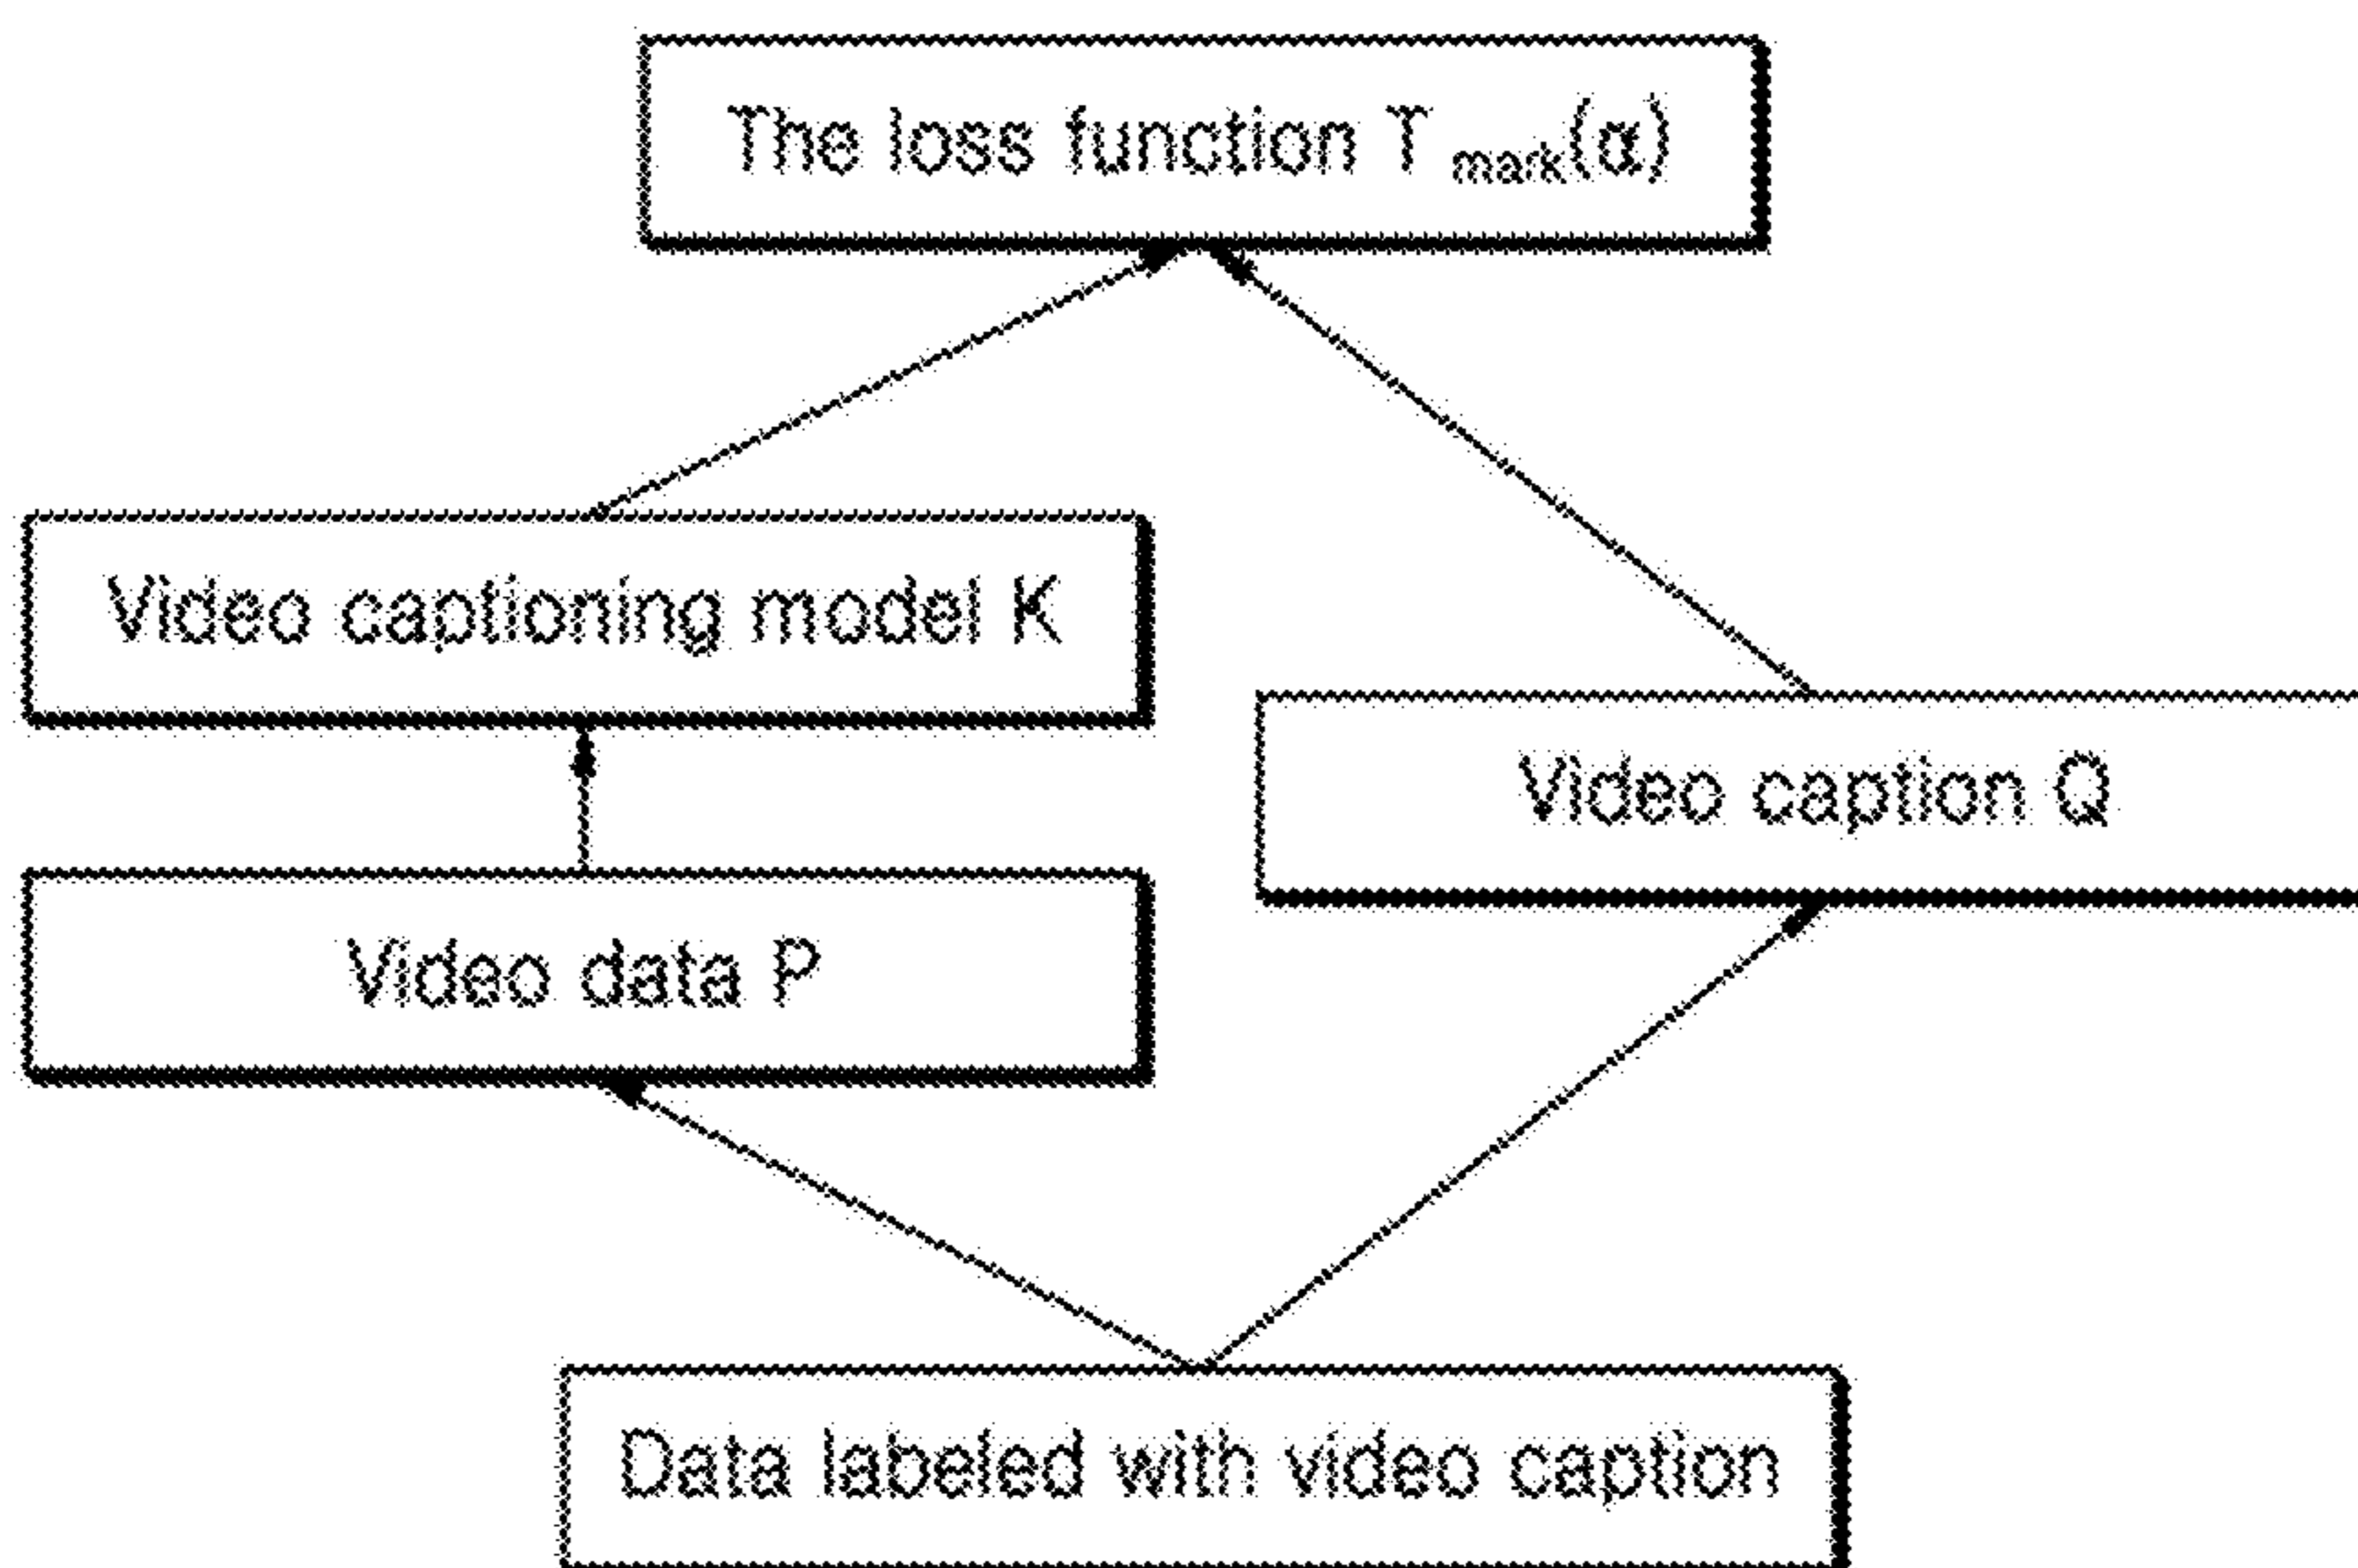 The loss function T mark(α)
Video captioning model K
Video caption Q
Video data P
Data labeled with video caption